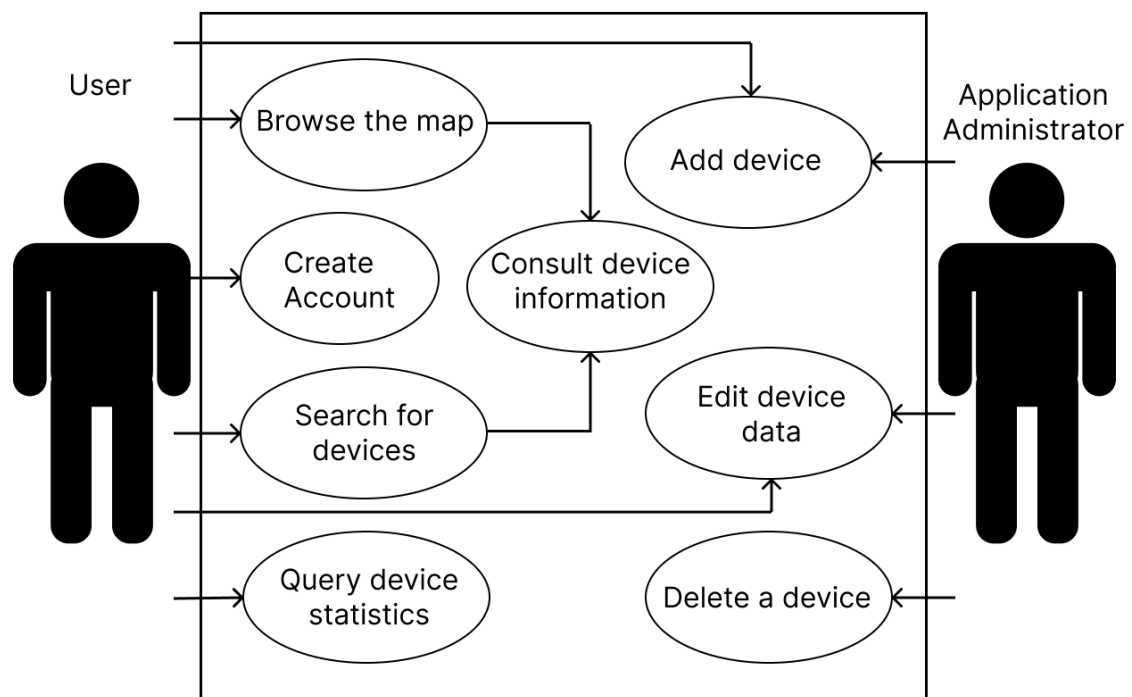 User
Browse the map
Add device
Application
Administrator
Create
Account
Consult device
information
Search for
devices
Edit device
data
Query device
statistics
Delete a device